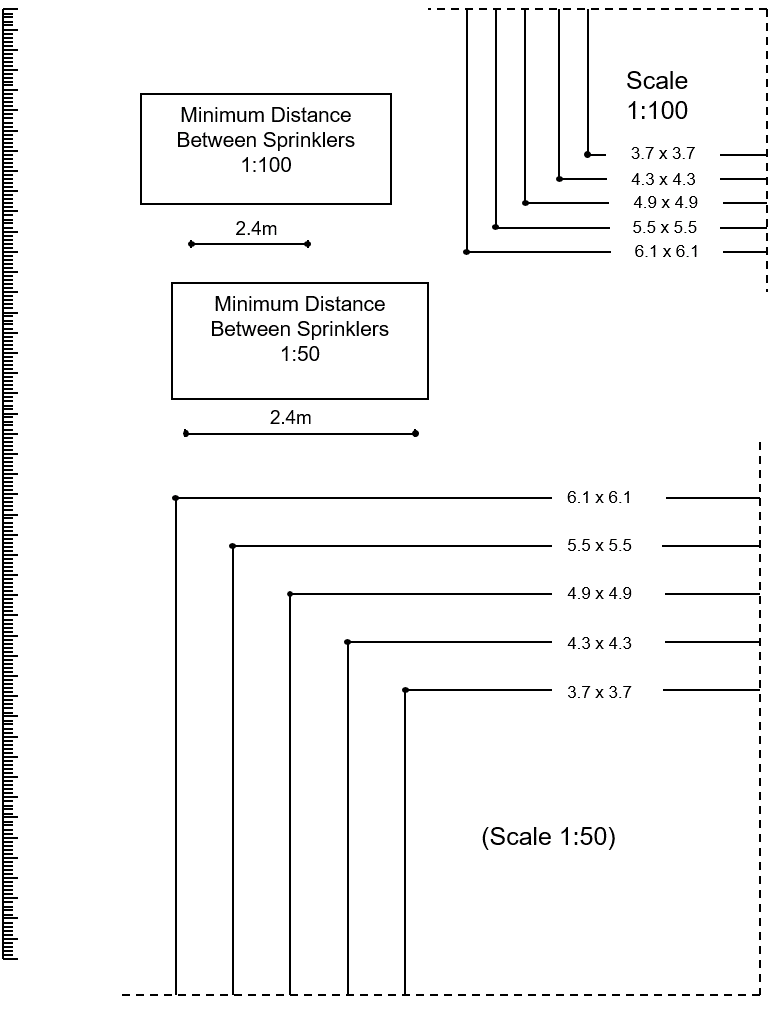 Scale
1:100
3.7 x 3.7
4.3 x 4.3
4.9 x 4.9
5.5 x 5.5
6.1 x 6.1
Minimum Distance
Between Sprinklers
1:100
2.4m
Minimum Distance
Between Sprinklers
1:50
2.4m
6.1 x 6.1
5.5 x 5.5
4.9 x 4.9
4.3 x 4.3
3.7 x 3.7
(Scale 1:50)